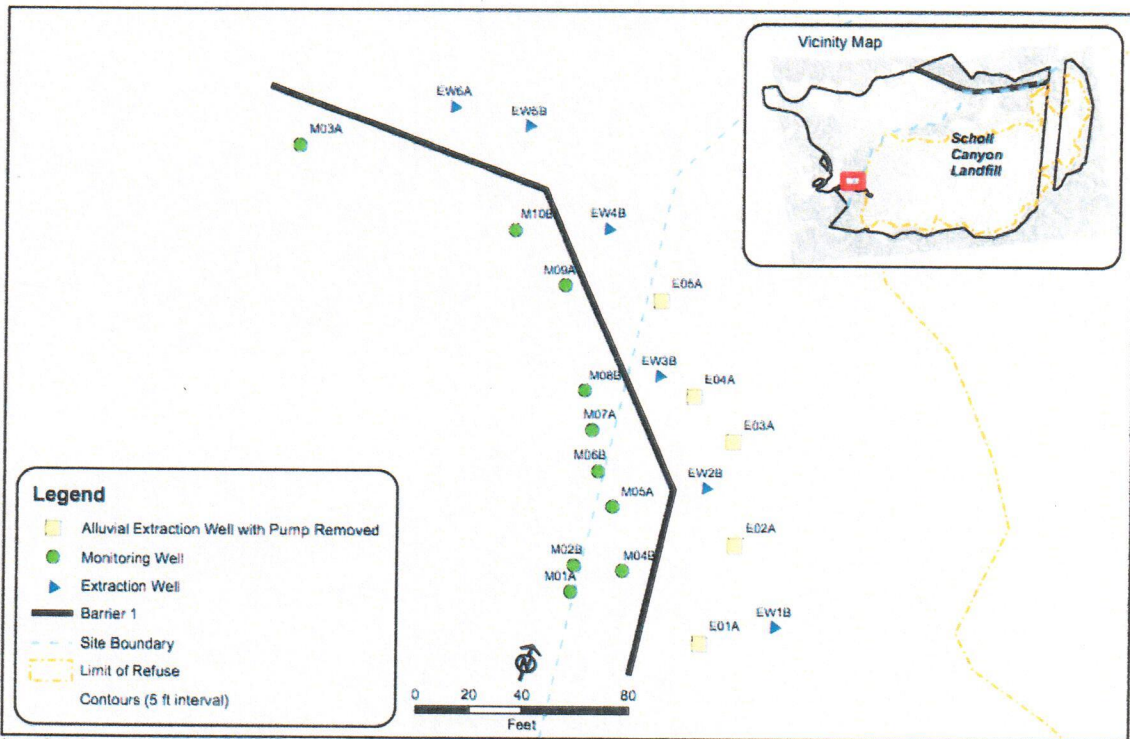 Vicinity Map
Scholl
Canyon
Landfill
EW6A
EW5B
M03A
M10B
EW4B
M09A
E05A
EW3B
M08B
E04A
M07A
E03A
M06B
EW2B
M05A
E02A
M02B
M04B
M01A
EW1B
E01A
N
0 20 40 80
Feet
Legend
Alluvial Extraction Well with Pump Removed
Monitoring Well
Extraction Well
Barrier 1
Site Boundary
Limit of Refuse
Contours (5 ft interval)